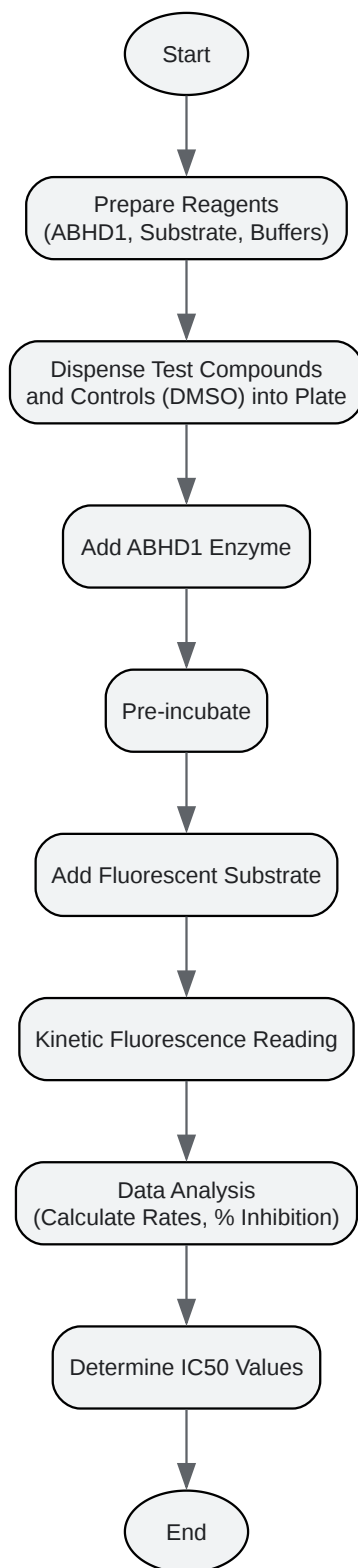 Start
Prepare Reagents
(ABHD1, Substrate, Buffers)
Dispense Test Compounds
and Controls (DMSO) into Plate
Add ABHD1 Enzyme
Pre-incubate
Add Fluorescent Substrate
Kinetic Fluorescence Reading
Data Analysis
(Calculate Rates, % Inhibition)
Determine IC50 Values
End